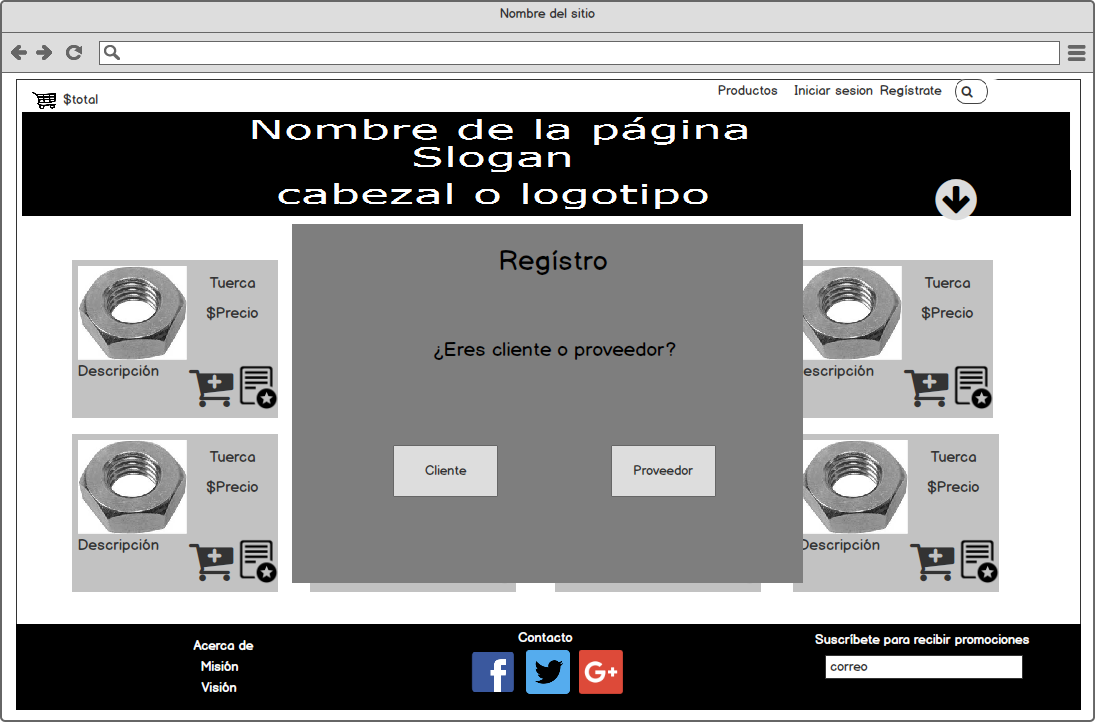 Nombre del sitio
$total
Productos Iniciar sesion Regístrate
Nombre de la página
Slogan
cabezal o logotipo
Tuerca
$Precio
Descripción
Regístro
¿Eres cliente o proveedor?
Cliente Proveedor
Tuerca
$Precio
escripción
Tuerca
$Precio
Descripción
Tuerca
$Precio
Descripción
Acerca de
Misión
Visión
Contacto
f
G+
Suscríbete para recibir promociones
correo